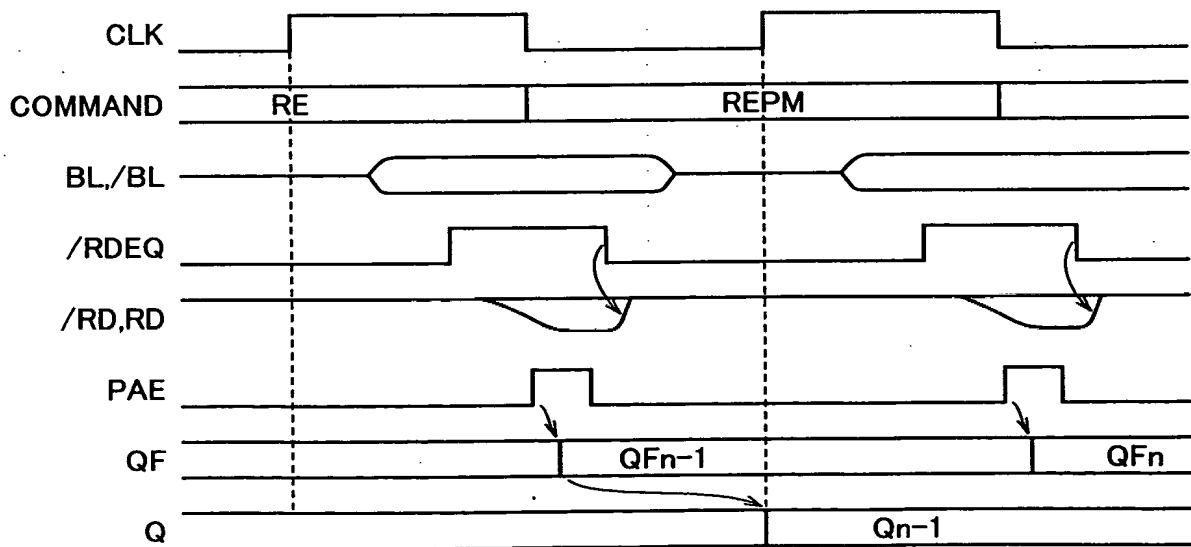 CLK
COMMAND RE REPM
BL,/BL
/RDEQ
/RD,RD
PAE
QF QFn-1 QFn
Q Qn-1